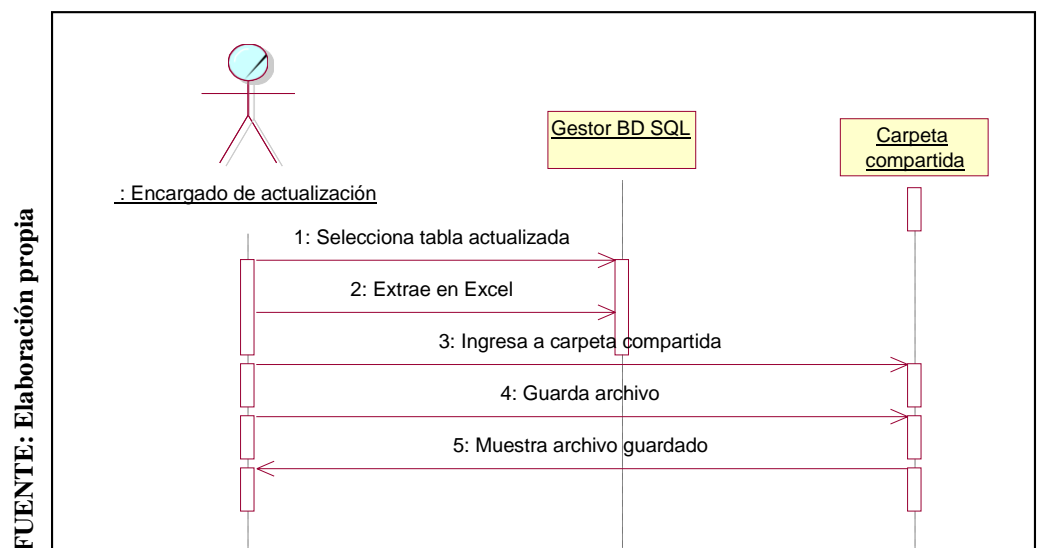 Gestor BD SQL
Carpeta
compartida
: Encargado de actualización
1: Selecciona tabla actualizada
2: Extrae en Excel
3: Ingresa a carpeta compartida
4: Guarda archivo
5: Muestra archivo guardado
FUENTE: Elaboración propia